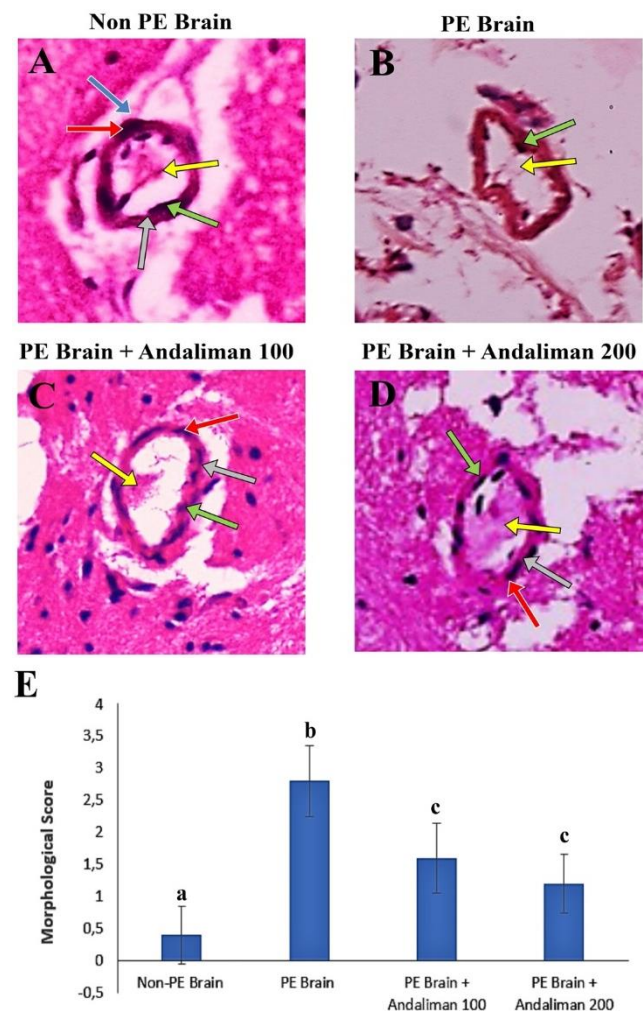 Non PE Brain
PE Brain
A
B
PE Brain + Andaliman 100
PE Brain + Andaliman 200
C
D
E
Morphological Score
4
3,5
3
2,5
2
1,5
1
0,5
0
-0,5
a
b
c
c
Non-PE Brain
PE Brain
PE Brain +
Andaliman 100
PE Brain +
Andaliman 200